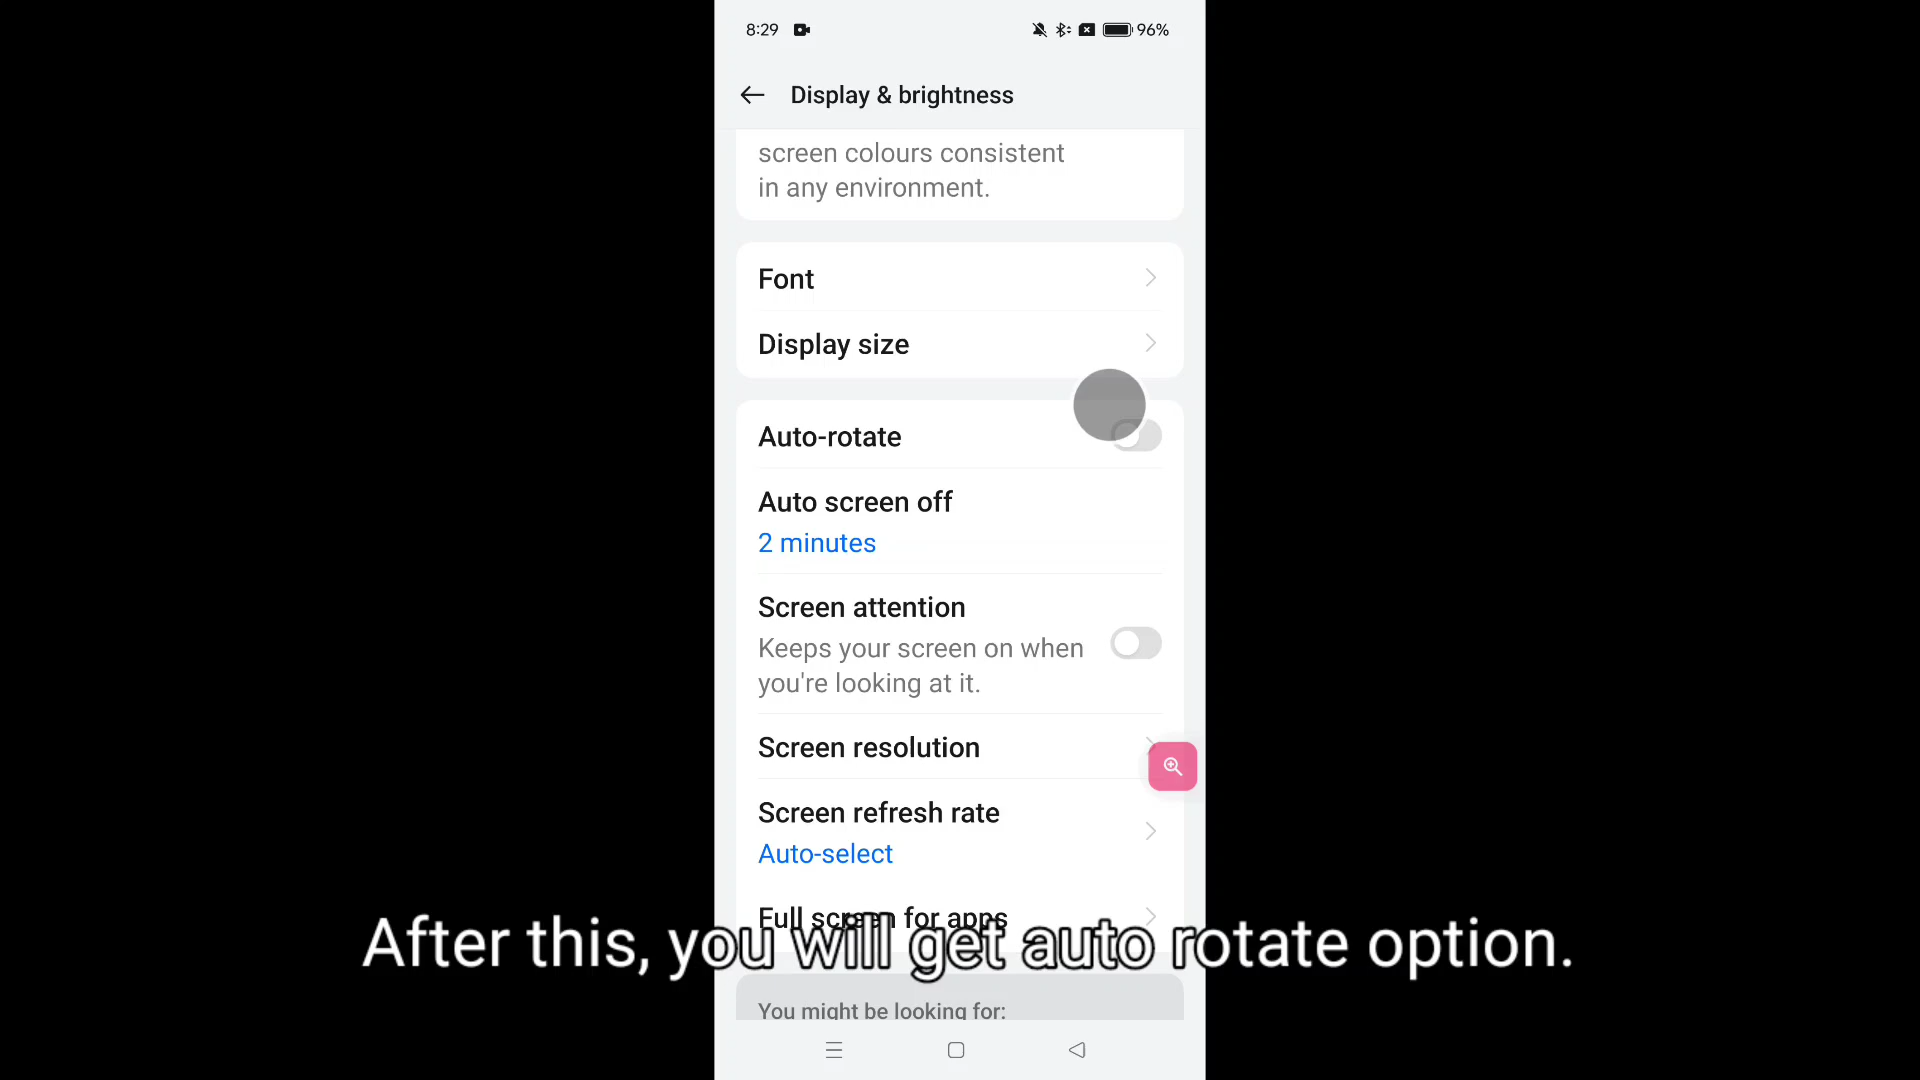 8:29
96%
Display & brightness
screen colours consistent
in any environment.
Font
Display size
Auto-rotate
Auto screen off
2 minutes
Screen attention
Keeps your screen on when
you're looking at it.
Screen resolution
Screen refresh rate
Auto-select
Full screen for apps
After this, you will get auto rotate option.
You might be looking for: